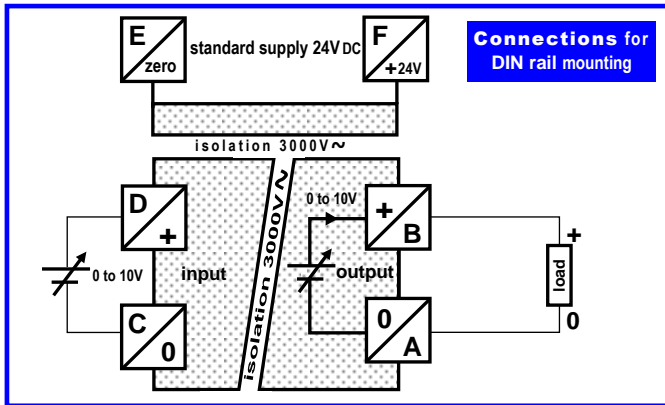 E
zero
standard supply 24V DC
F
+24V
Connections for
DIN rail mounting
isolation 3000V ~
isolation 3000V ~
D
+
0 to 10V
input
C
0
0 to 10V
+
B
output
0
A
+
load
0